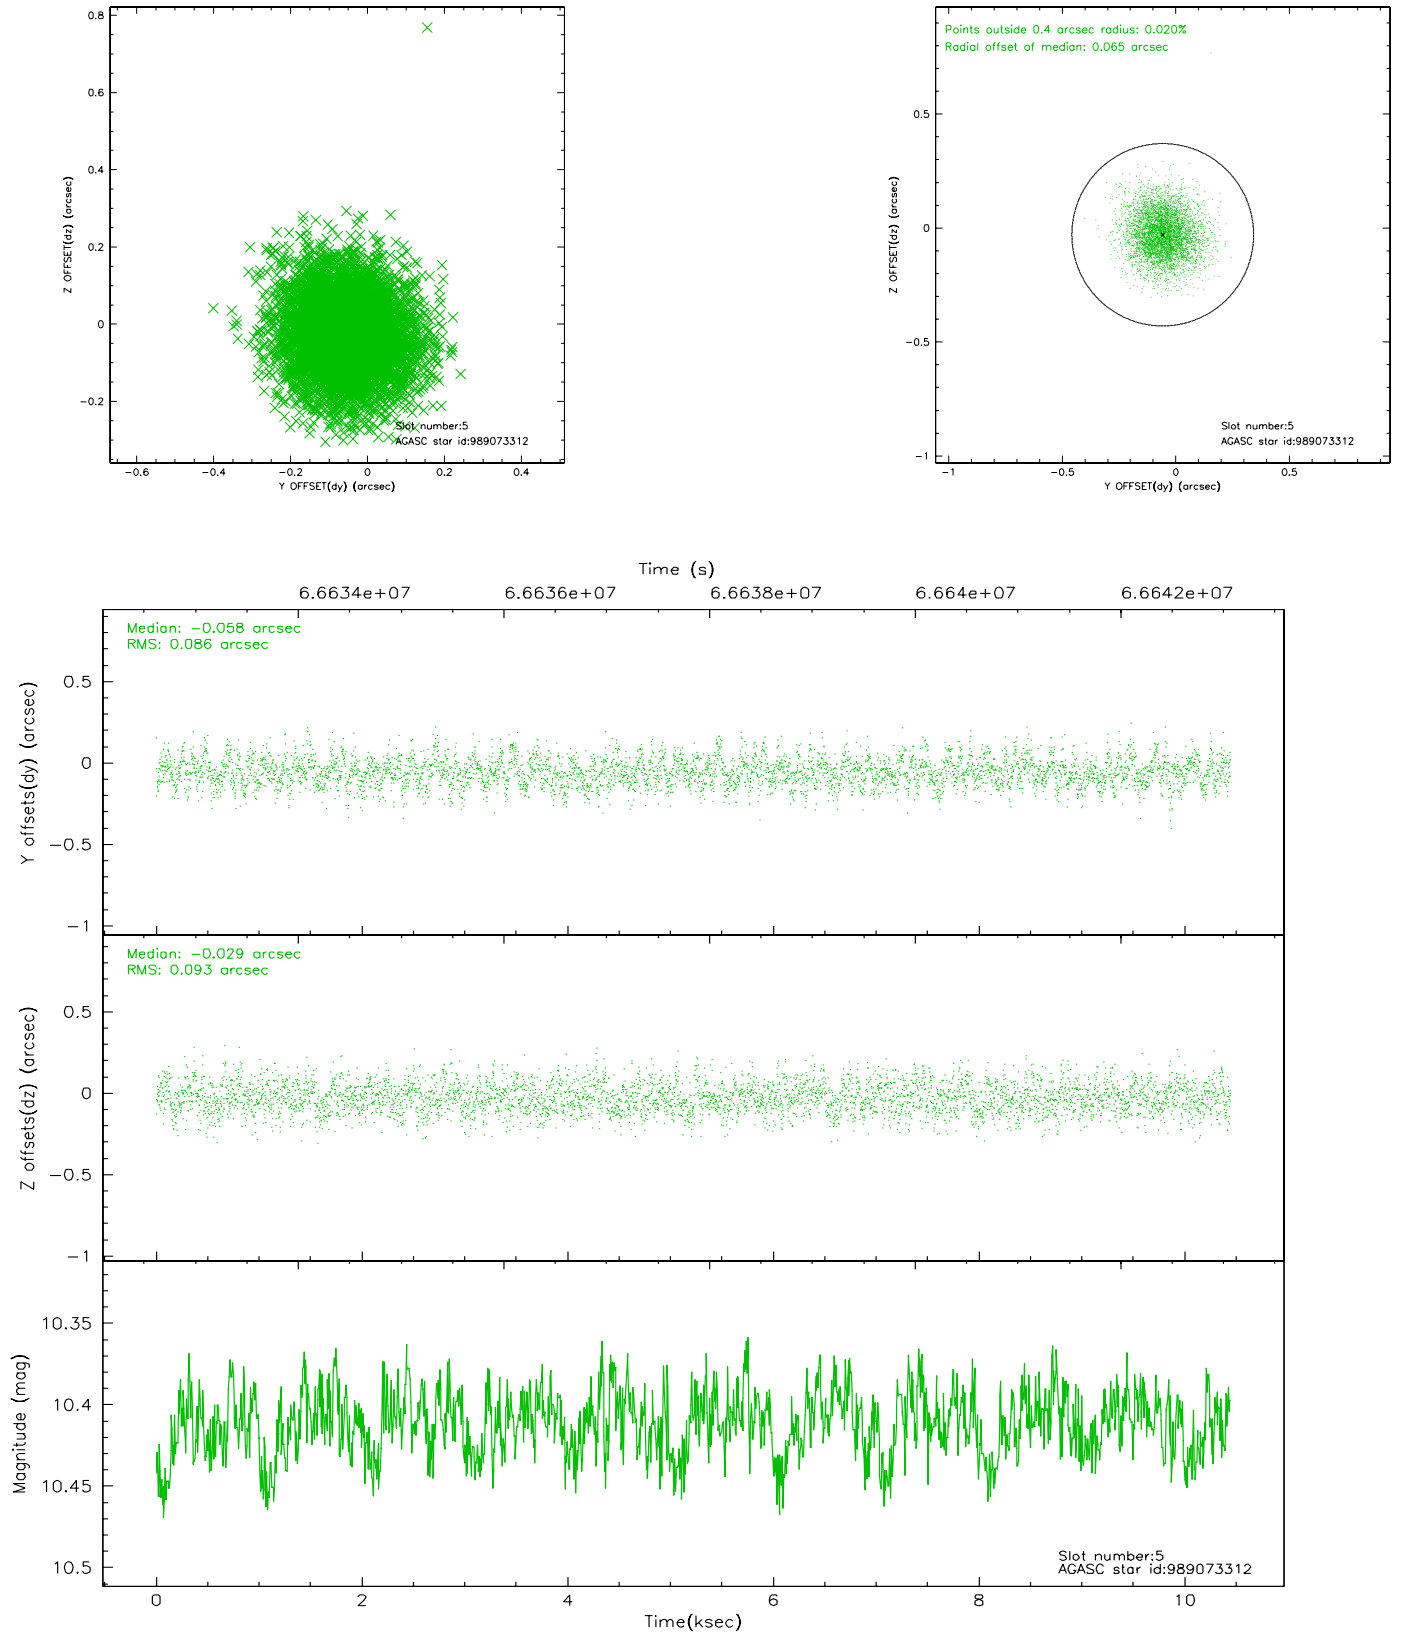 0.8
0.6
0.4
0.2
0
−0.2
Z OFFSET(dz) (arcsec)
Slot number:5
AGASC star id:989073312
−0.6 −0.4 −0.2 0 0.2 0.4
Y OFFSET(dy) (arcsec)
Points outside 0.4 arcsec radius: 0.020%
Radial offset of median: 0.065 arcsec
0.5
0
−0.5
−1
Z OFFSET(dz) (arcsec)
Slot number:5
AGASC star id:989073312
−1 −0.5 0 0.5
Y OFFSET(dy) (arcsec)
Time (s)
6.6634e+07 6.6636e+07 6.6638e+07 6.664e+07 6.6642e+07
Median: −0.058 arcsec
RMS: 0.086 arcsec
0.5
0
−0.5
−1
Y offsets(dy) (arcsec)
Median: −0.029 arcsec
RMS: 0.093 arcsec
0.5
0
−0.5
−1
Z offsets(dz) (arcsec)
10.35
10.4
10.45
10.5
Magnitude (mag)
Slot number:5
AGASC star id:989073312
0 2 4 6 8 10
Time(ksec)